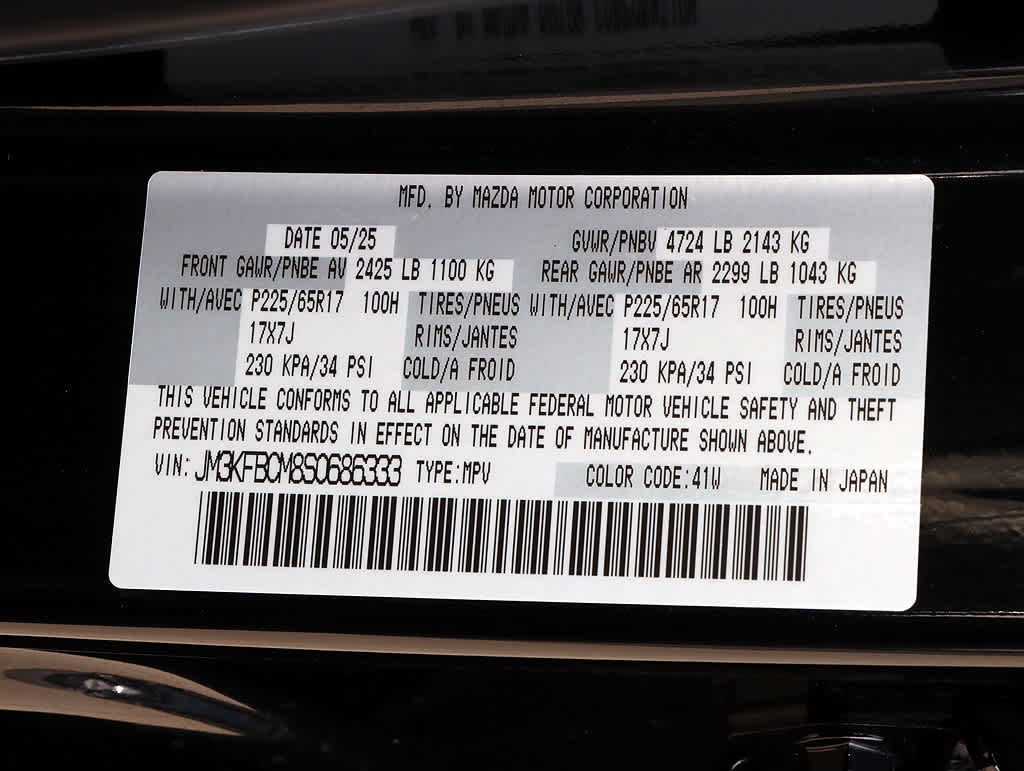 MFD. BY MAZDA MOTOR CORPORATION
DATE 05/25 GVWR/PNBV 4724 LB 2143 KG
FRONT GAWR/PNBE AV 2425 LB 1100 KG REAR GAWR/PNBE AR 2299 LB 1043 KG
WITH/AVEC P225/65R17 100H TIRES/PNEUS WITH/AVEC P225/65R17 100H TIRES/PNEUS
17X7J RIMS/JANTES 17X7J RIMS/JANTES
230 KPA/34 PSI COLD/A FROID 230 KPA/34 PSI COLD/A FROID
THIS VEHICLE CONFORMS TO ALL APPLICABLE FEDERAL MOTOR VEHICLE SAFETY AND THEFT
PREVENTION STANDARDS IN EFFECT ON THE DATE OF MANUFACTURE SHOWN ABOVE.
VIN: JM3KFBCM8S0686333 TYPE:MPV COLOR CODE:41W MADE IN JAPAN